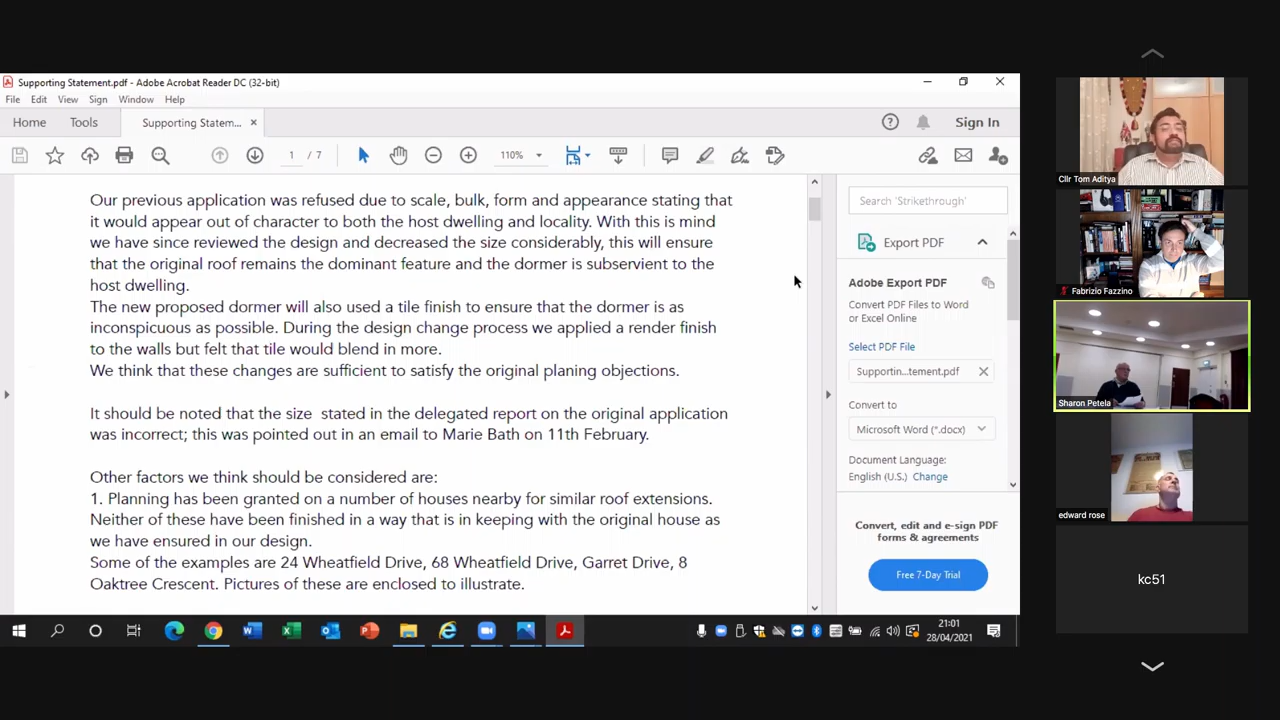 Supporting Statement.pdf - Adobe Acrobat Reader DC (32-bit)
File Edit View Sign Window Help
Home Tools Supporting Statem... Sign In
1 / 7 110%
Our previous application was refused due to scale, bulk, form and appearance stating that
it would appear out of character to both the host dwelling and locality. With this is mind
we have since reviewed the design and decreased the size considerably, this will ensure
that the original roof remains the dominant feature and the dormer is subservient to the
host dwelling.
The new proposed dormer will also used a tile finish to ensure that the dormer is as
inconspicuous as possible. During the design change process we applied a render finish
to the walls but felt that tile would blend in more.
We think that these changes are sufficient to satisfy the original planing objections.
It should be noted that the size stated in the delegated report on the original application
was incorrect; this was pointed out in an email to Marie Bath on 11th February.
Other factors we think should be considered are:
1. Planning has been granted on a number of houses nearby for similar roof extensions.
Neither of these have been finished in a way that is in keeping with the original house as
we have ensured in our design.
Some of the examples are 24 Wheatfield Drive, 68 Wheatfield Drive, Garret Drive, 8
Oaktree Crescent. Pictures of these are enclosed to illustrate.
Search 'Strikethrough'
Export PDF
Adobe Export PDF
Convert PDF Files to Word
or Excel Online
Select PDF File
Supportin...tement.pdf
Convert to
Microsoft Word (*.docx)
Document Language:
English (U.S.) Change
Convert, edit and e-sign PDF
forms & agreements
Free 7-Day Trial
21:01
28/04/2021
Cllr Tom Aditya
Fabrizio Fazzino
Sharon Petela
edward rose
kc51